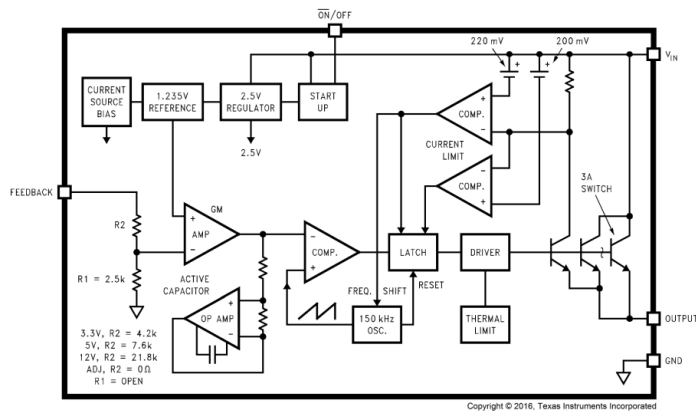 ON/OFF
220 mV
200 mV
+
+
VIN
CURRENT
SOURCE
BIAS
1.235V
REFERENCE
2.5V
REGULATOR
START
UP
2.5V
+
COMP.
−
CURRENT
LIMIT
−
COMP.
+
3A
SWITCH
FEEDBACK
R2
GM
+
AMP
−
−
COMP.
+
LATCH
DRIVER
R1 = 2.5k
ACTIVE
CAPACITOR
FREQ. SHIFT
RESET
+
OP AMP
−
150 kHz
OSC.
THERMAL
LIMIT
OUTPUT
3.3V, R2 = 4.2k
5V, R2 = 7.6k
12V, R2 = 21.8k
ADJ, R2 = 0Ω
R1 = OPEN
GND
Copyright © 2016, Texas Instruments Incorporated